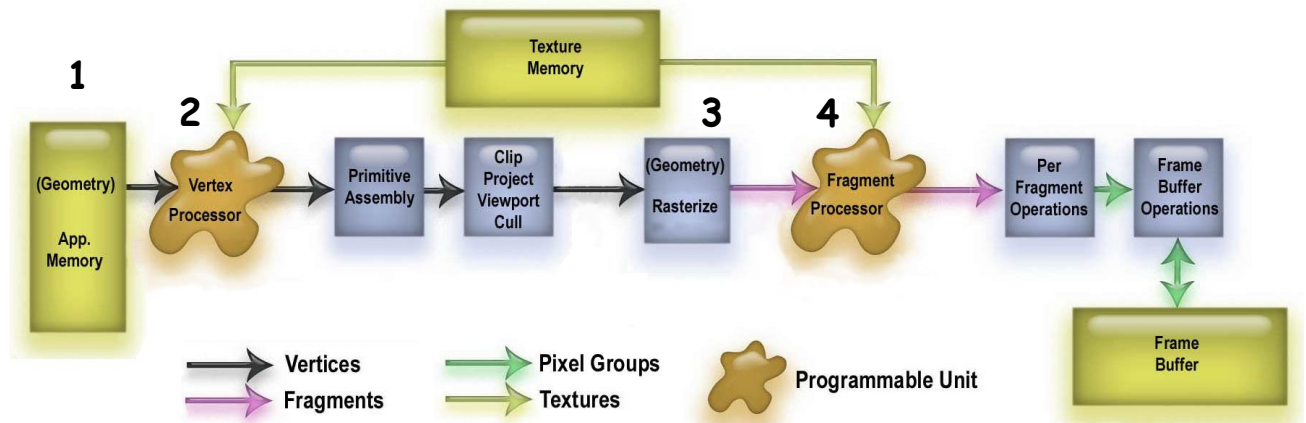 Texture
Memory
1
2
3
4
(Geometry)
App.
Memory
Vertex
Processor
Primitive
Assembly
Clip
Project
Viewport
Cull
(Geometry)
Rasterize
Fragment
Processor
Per
Fragment
Operations
Frame
Buffer
Operations
Frame
Buffer
Vertices
Fragments
Pixel Groups
Textures
Programmable Unit